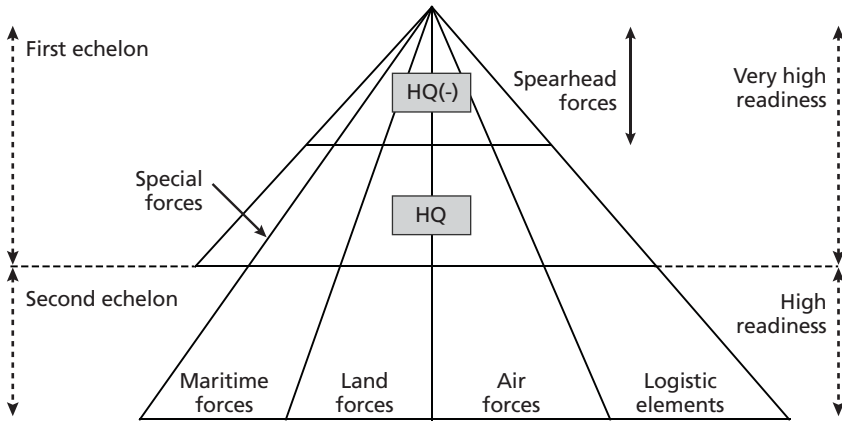 First echelon
HQ(-)
Spearhead
forces
Very high
readiness
Special
forces
HQ
Second echelon
High
readiness
Maritime
forces
Land
forces
Air
forces
Logistic
elements